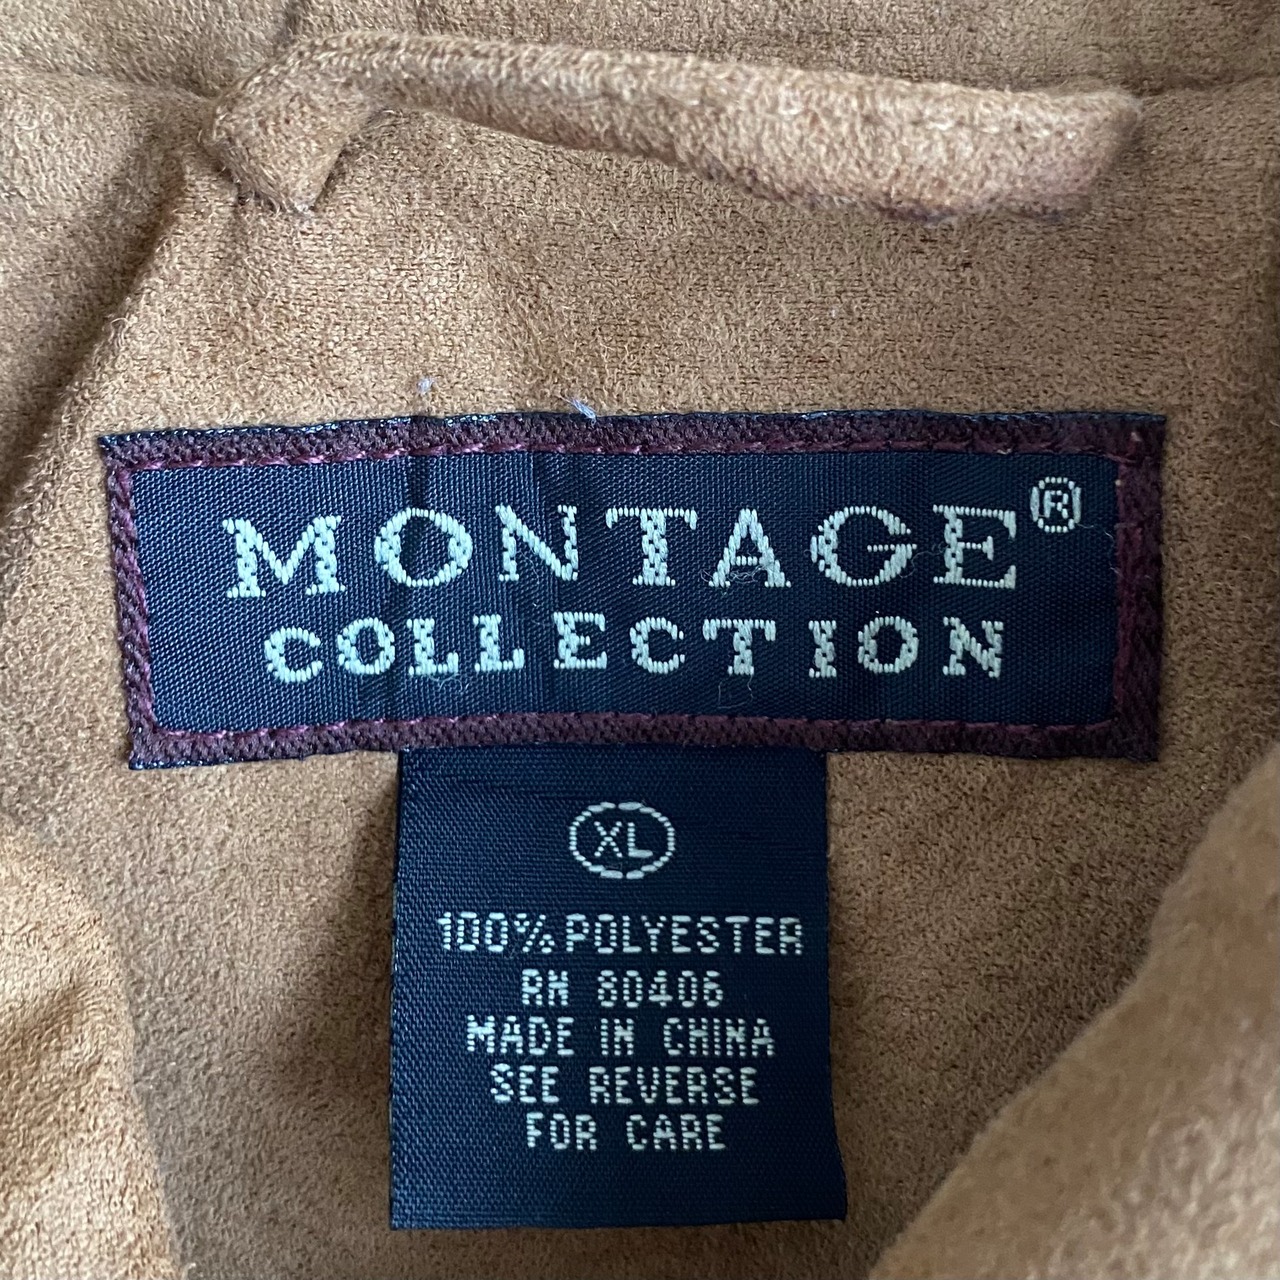 MONTAGE®
COLLECTION
XL
100% POLYESTER
RN 80406
MADE IN CHINA
SEE REVERSE
FOR CARE